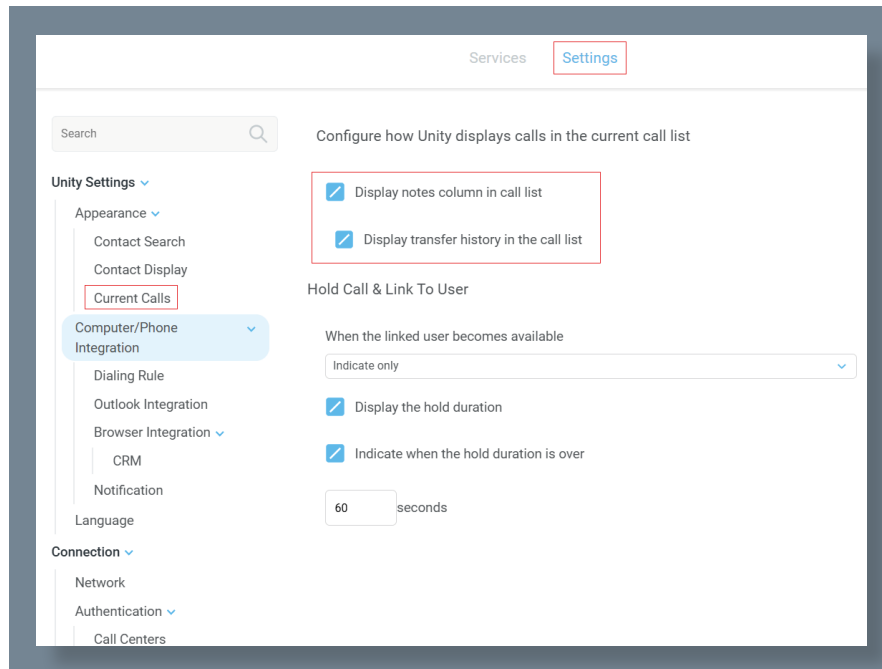 Services
Settings
Search
Unity Settings
Appearance
Contact Search
Contact Display
Current Calls
Computer/Phone
Integration
Dialing Rule
Outlook Integration
Browser Integration
CRM
Notification
Language
Connection
Network
Authentication
Call Centers
Configure how Unity displays calls in the current call list
Display notes column in call list
Display transfer history in the call list
Hold Call & Link To User
When the linked user becomes available
Indicate only
Display the hold duration
Indicate when the hold duration is over
60 seconds